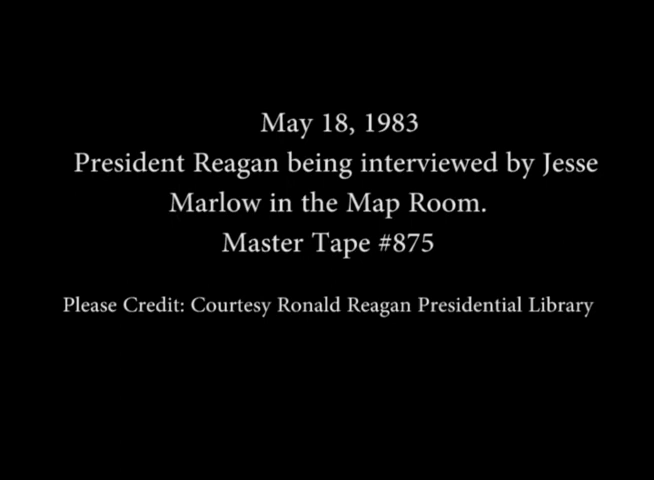 May 18, 1983
President Reagan being interviewed by Jesse
Marlow in the Map Room.
Master Tape #875
Please Credit: Courtesy Ronald Reagan Presidential Library